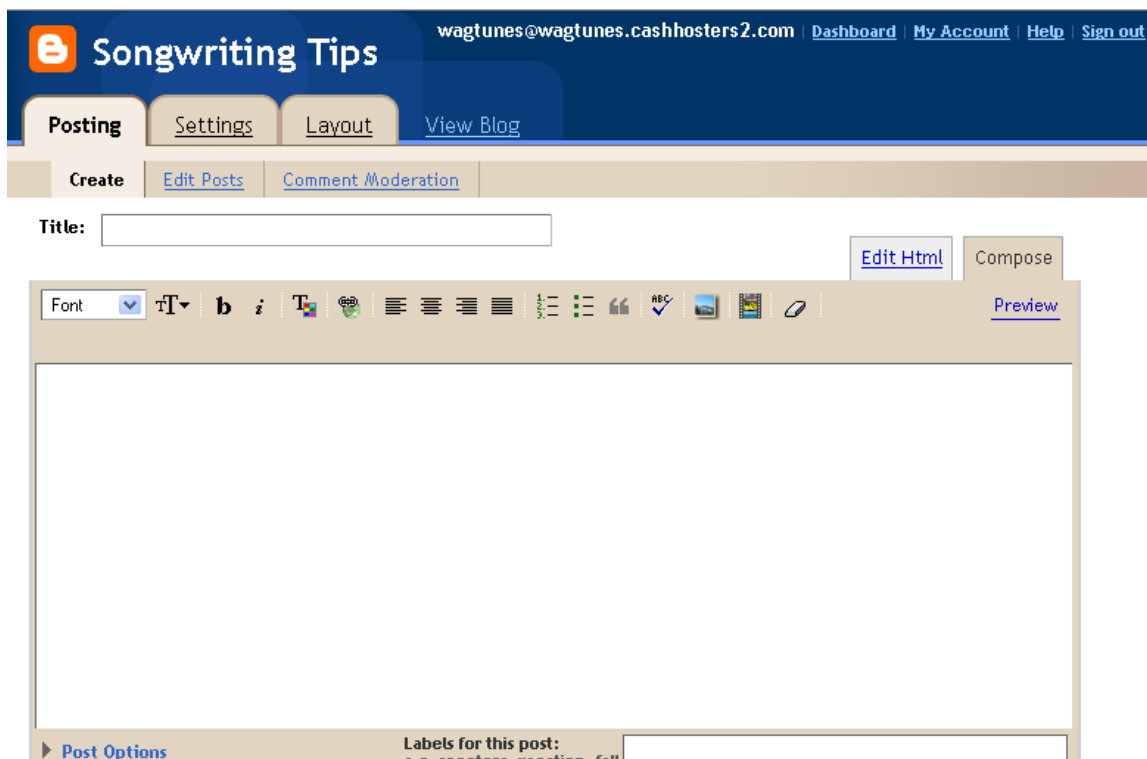 wagtunes@wagtunes.cashhosters2.com | Dashboard | My Account | Help | Sign out
Songwriting Tips
Posting Settings Layout View Blog
Create Edit Posts Comment Moderation
Title:
Edit Html Compose
Font Preview
Post Options
Labels for this post: